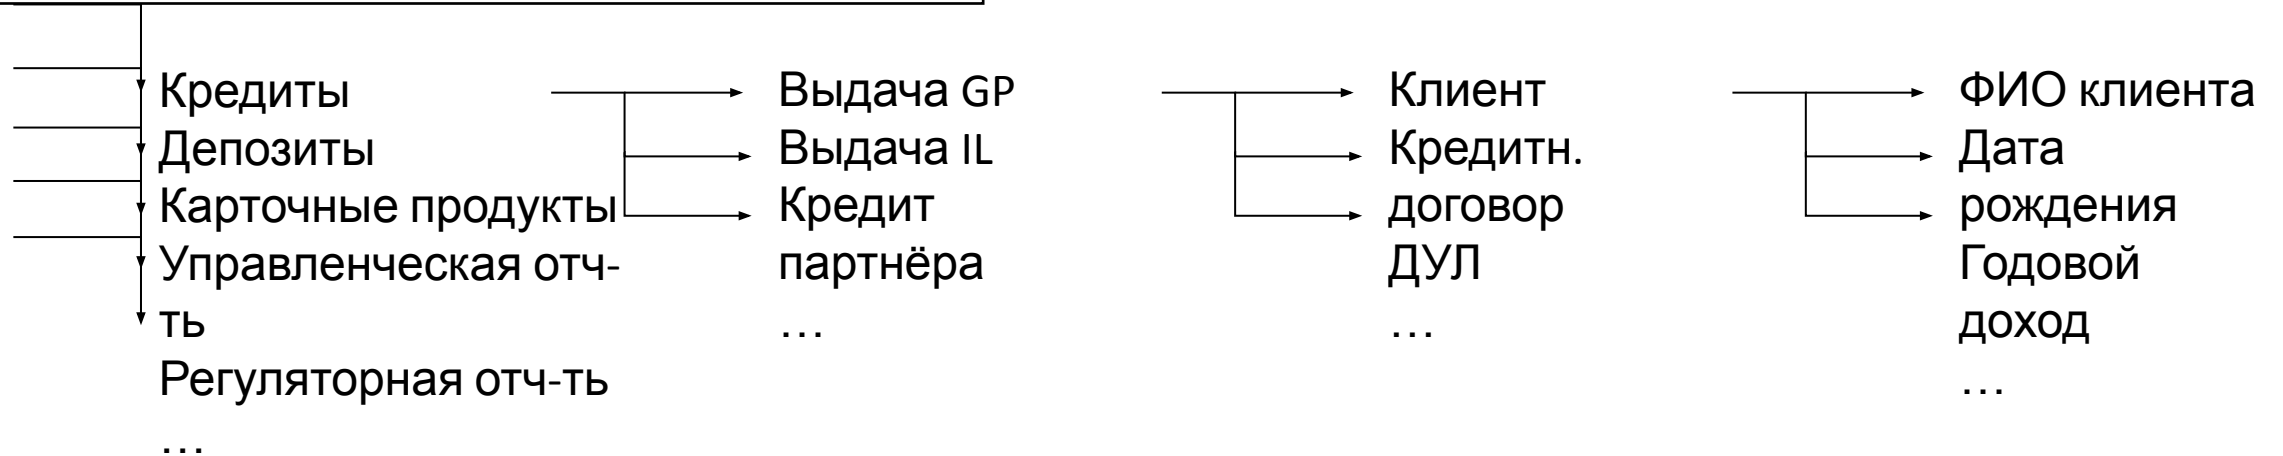 Кредиты
Депозиты
Карточные продукты
Управленческая отч-
ть
Регуляторная отч-ть
…
Выдача GP
Выдача IL
Кредит
партнёра
…
Клиент
Кредитн.
договор
ДУЛ
…
ФИО клиента
Дата
рождения
Годовой
доход
…